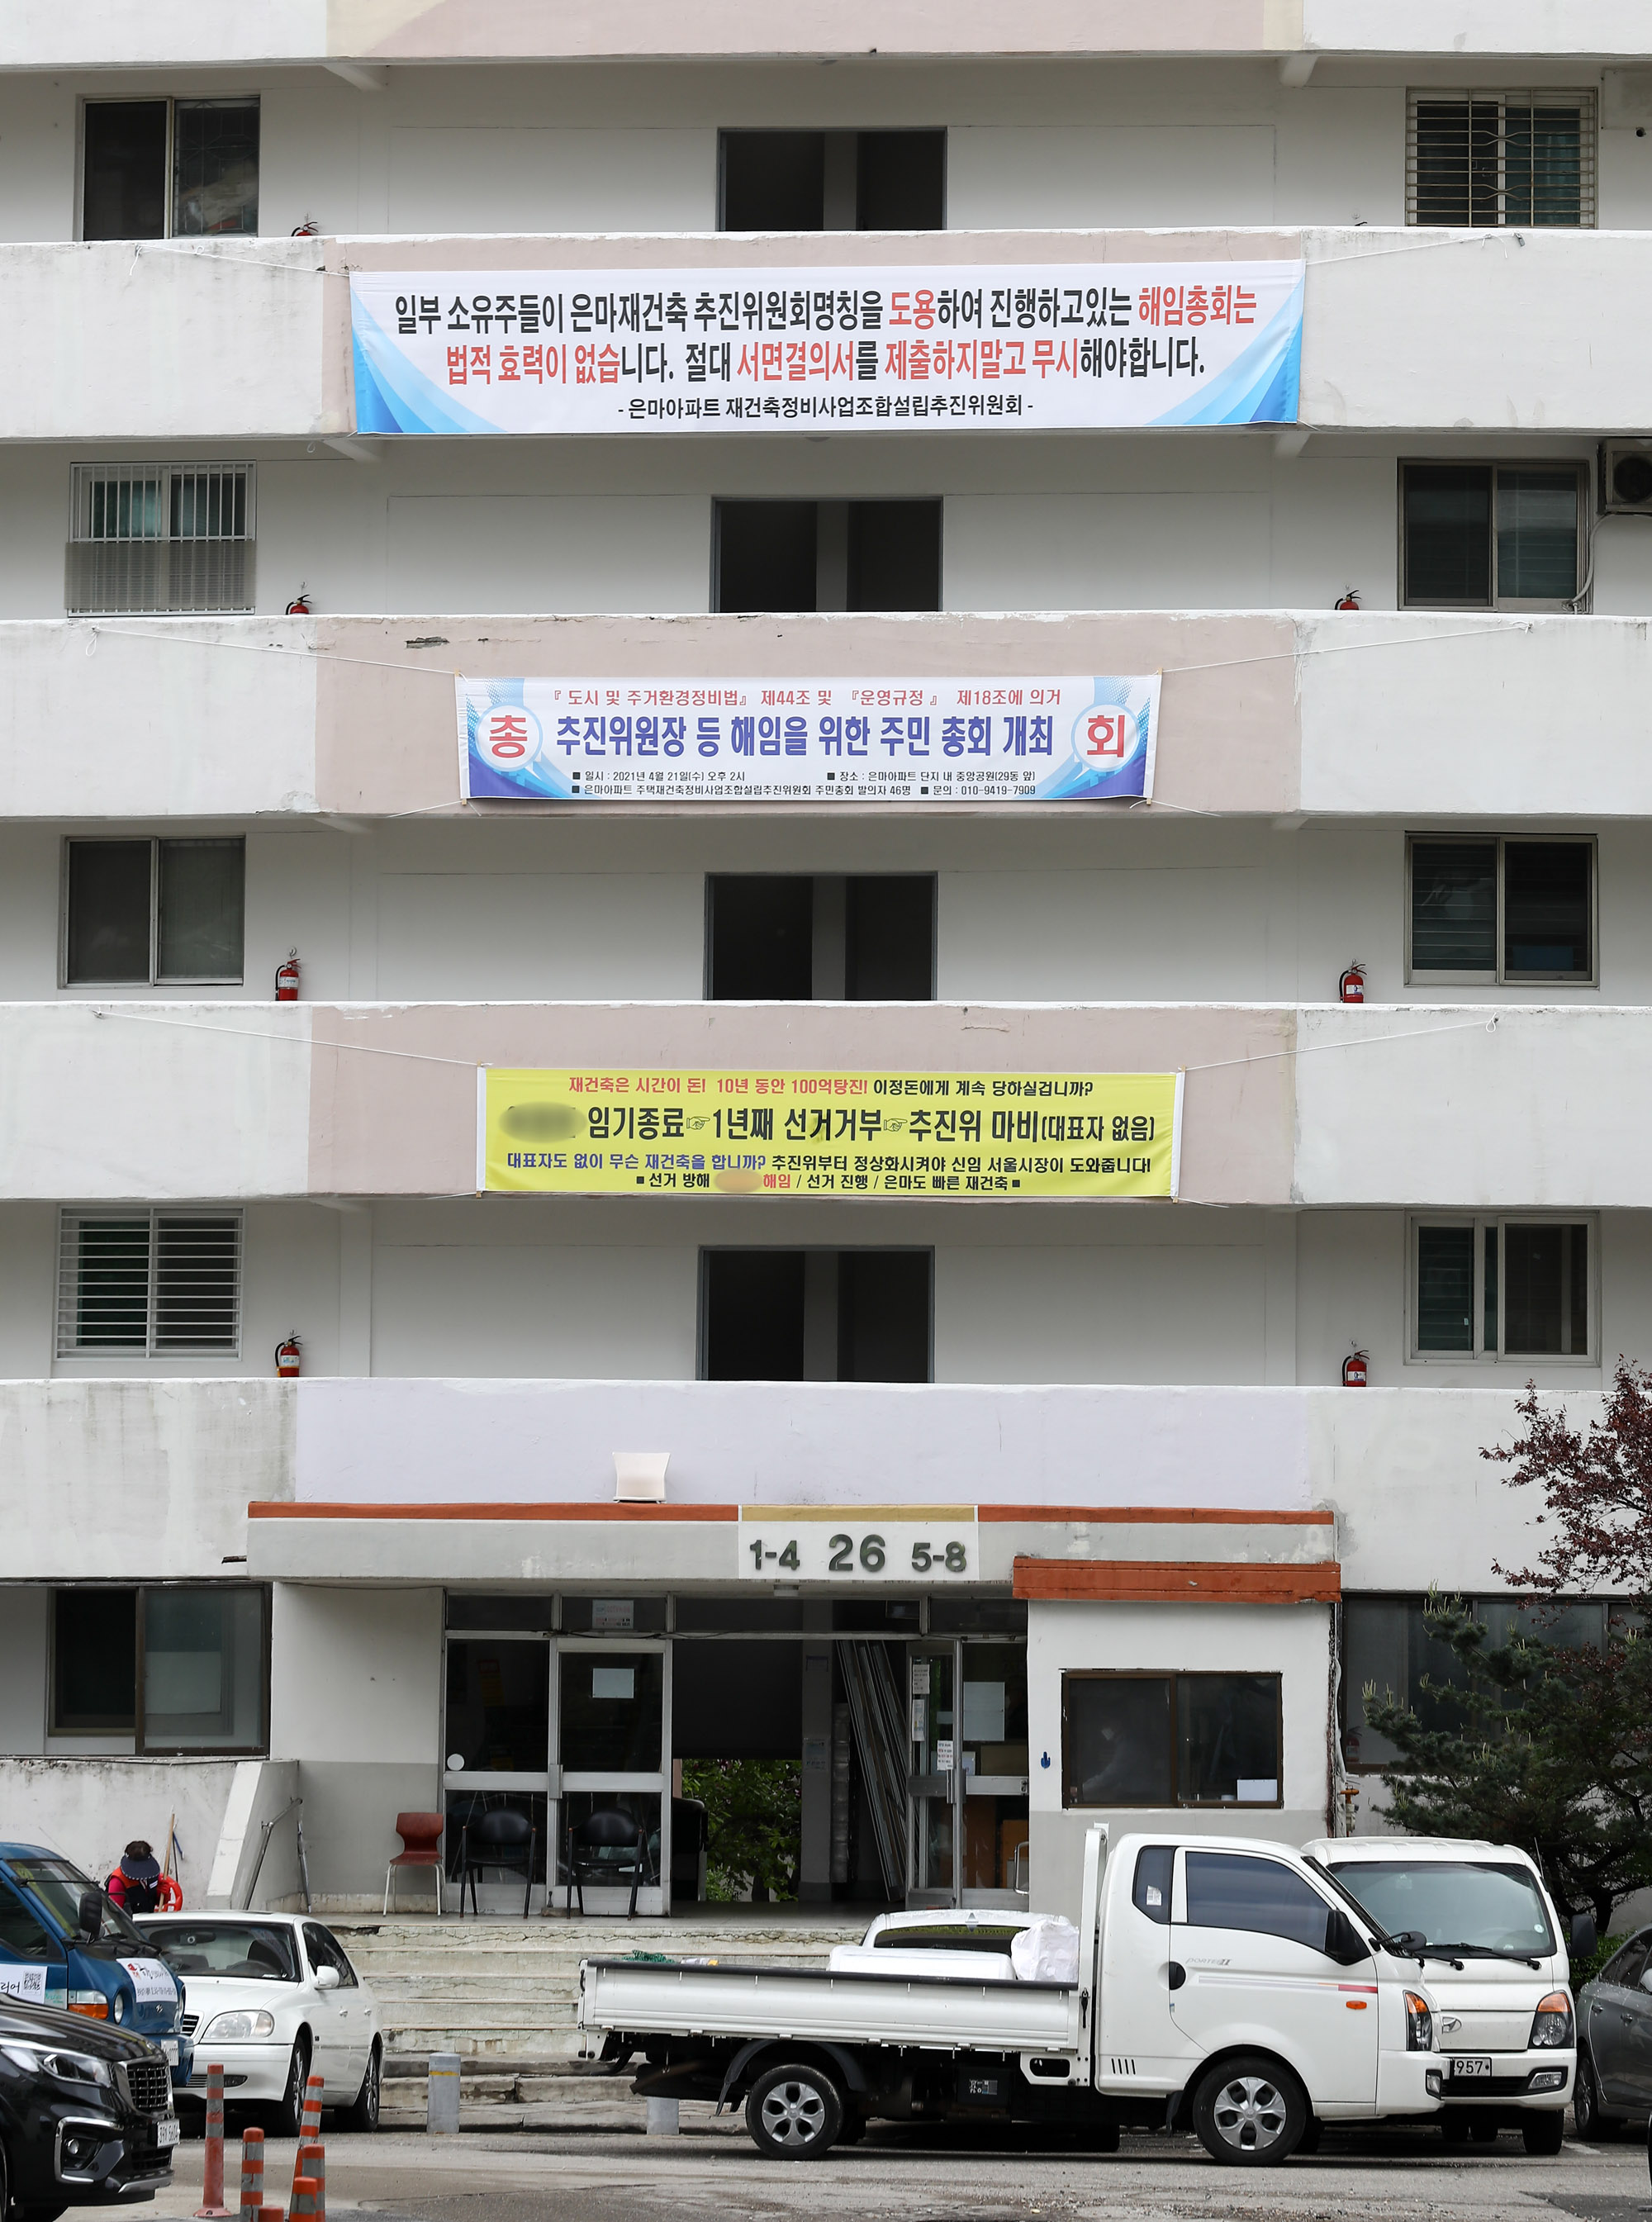 일부 소유주들이 은마재건축 추진위원회명칭을 도용하여 진행하고있는 해임총회는
법적 효력이 없습니다. 절대 서면결의서를 제출하지말고 무시해야합니다.
- 은마아파트 재건축정비사업조합설립추진위원회 -
『 도시 및 주거환경정비법』 제44조 및 『운영규정 』 제18조에 의거
총 추진위원장 등 해임을 위한 주민 총회 개최 회
■ 일시 : 2021년 4월 21일(수) 오후 2시 ■ 장소 : 은마아파트 단지 내 중앙공원(29동 앞)
■ 은마아파트 주택재건축정비사업조합설립추진위원회 주민총회 발의자 46명 ■ 문의 : 010-9419-7909
재건축은 시간이 돈! 10년 동안 100억탕진! 이정돈에게 계속 당하실겁니까?
임기종료☞1년째 선거거부☞추진위 마비(대표자 없음)
대표자도 없이 무슨 재건축을 합니까? 추진위부터 정상화시켜야 신임 서울시장이 도와줍니다!
■ 선거 방해 해임 / 선거 진행 / 은마도 빠른 재건축 ■
1-4 26 5-8
PORTER II
957